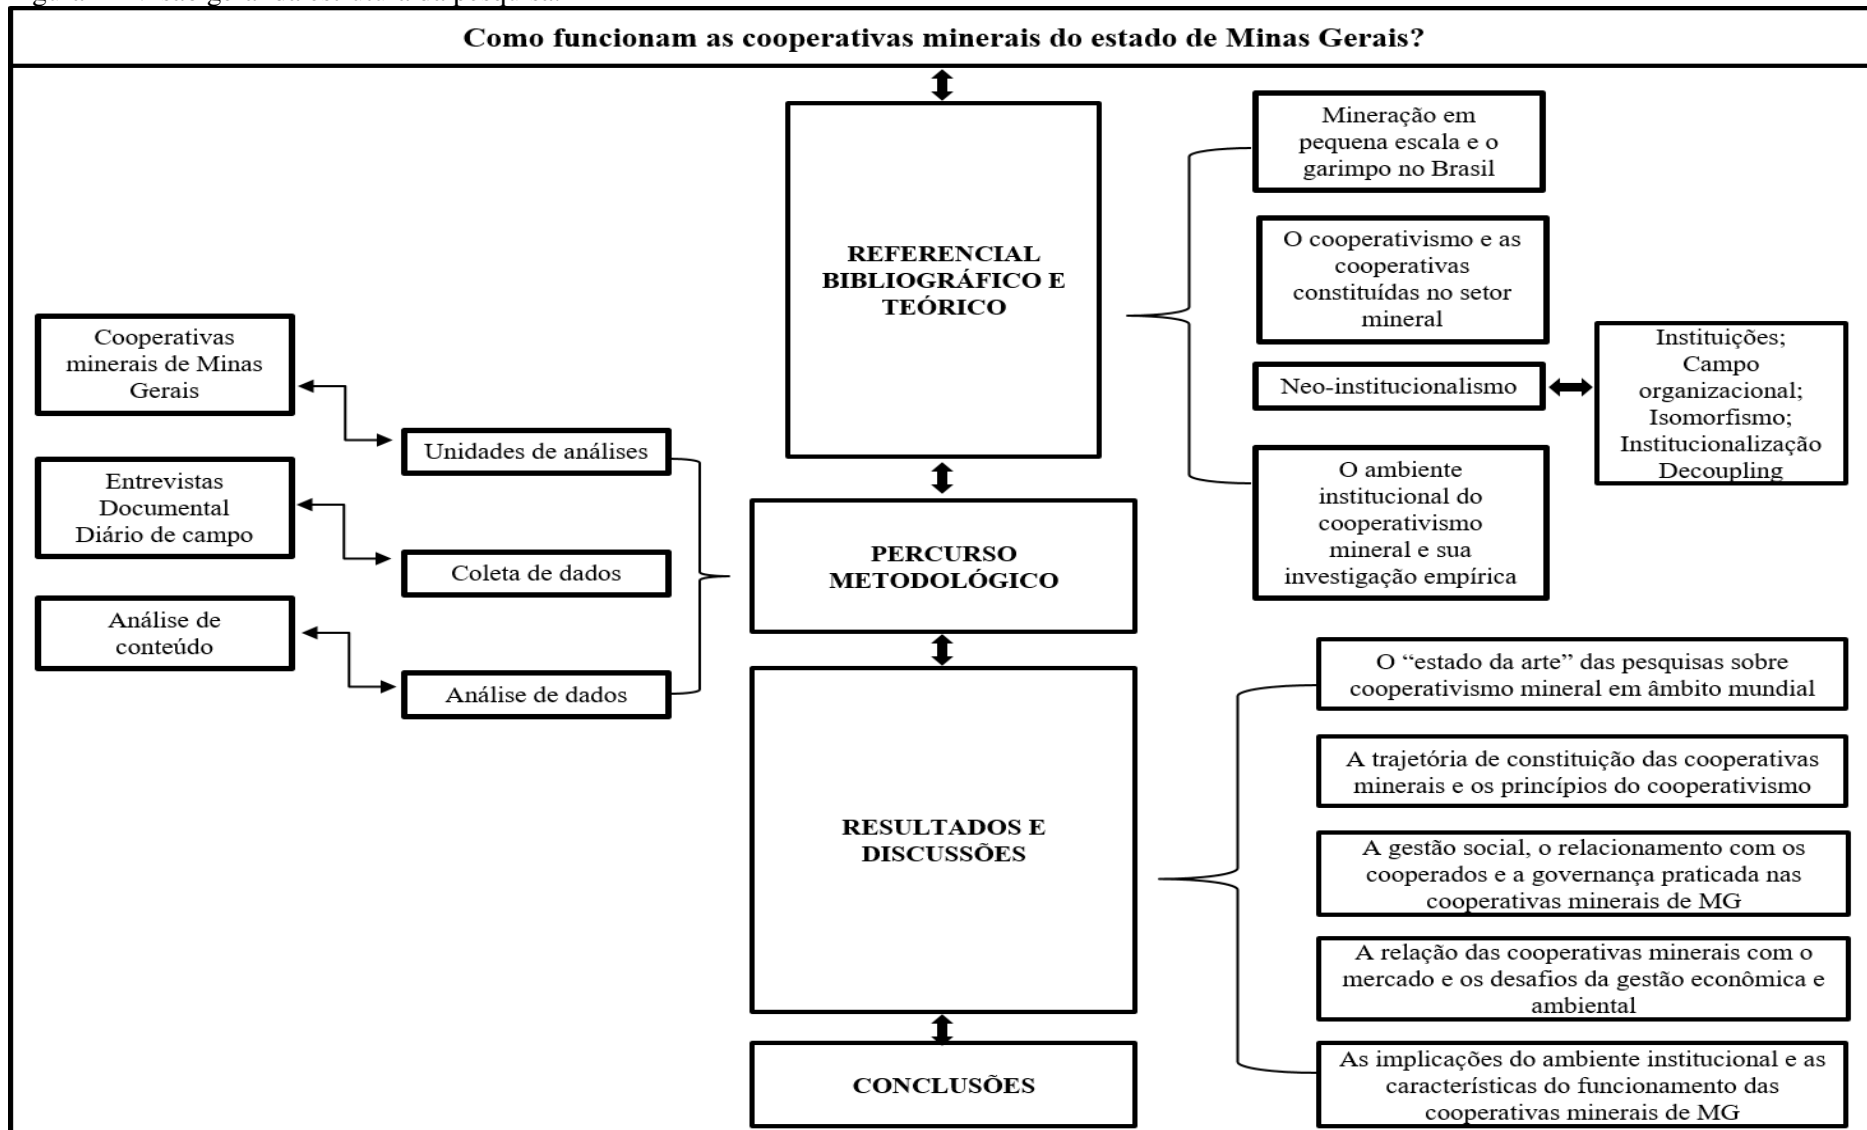 Como funcionam as cooperativas minerais do estado de Minas Gerais?
REFERENCIAL
BIBLIOGRÁFICO E
TEÓRICO
Mineração em
pequena escala e o
garimpo no Brasil
O cooperativismo e as
cooperativas
constituídas no setor
mineral
Neo-institucionalismo
Instituições;
Campo
organizacional;
Isomorfismo;
Institucionalização
Decoupling
O ambiente
institucional do
cooperativismo
mineral e sua
investigação empírica
Cooperativas
minerais de Minas
Gerais
Unidades de análises
Entrevistas
Documental
Diário de campo
Coleta de dados
Análise de
conteúdo
Análise de dados
PERCURSO
METODOLÓGICO
RESULTADOS E
DISCUSSÕES
O “estado da arte” das pesquisas sobre
cooperativismo mineral em âmbito mundial
A trajetória de constituição das cooperativas
minerais e os princípios do cooperativismo
A gestão social, o relacionamento com os
cooperados e a governança praticada nas
cooperativas minerais de MG
A relação das cooperativas minerais com o
mercado e os desafios da gestão econômica e
ambiental
As implicações do ambiente institucional e as
características do funcionamento das
cooperativas minerais de MG
CONCLUSÕES